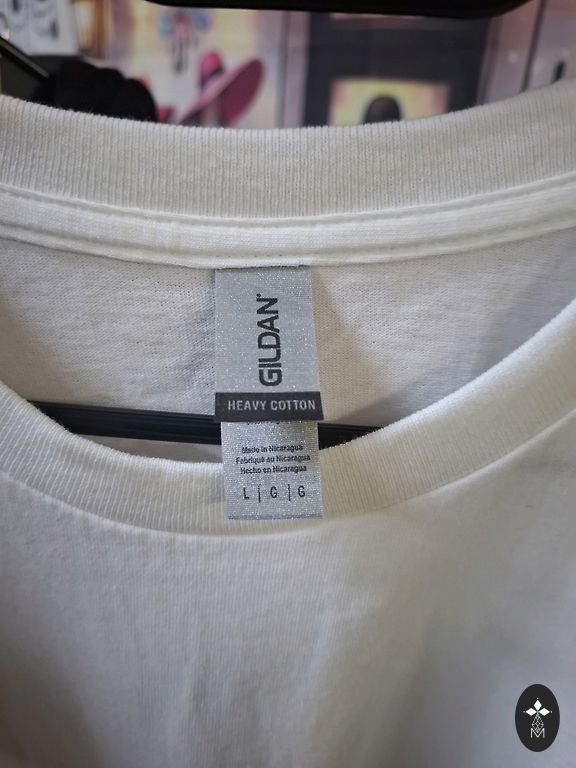 GILDAN®
HEAVY COTTON
Made in Nicaragua
Fabriqué au Nicaragua
Hecho en Nicaragua
L | G | G
M